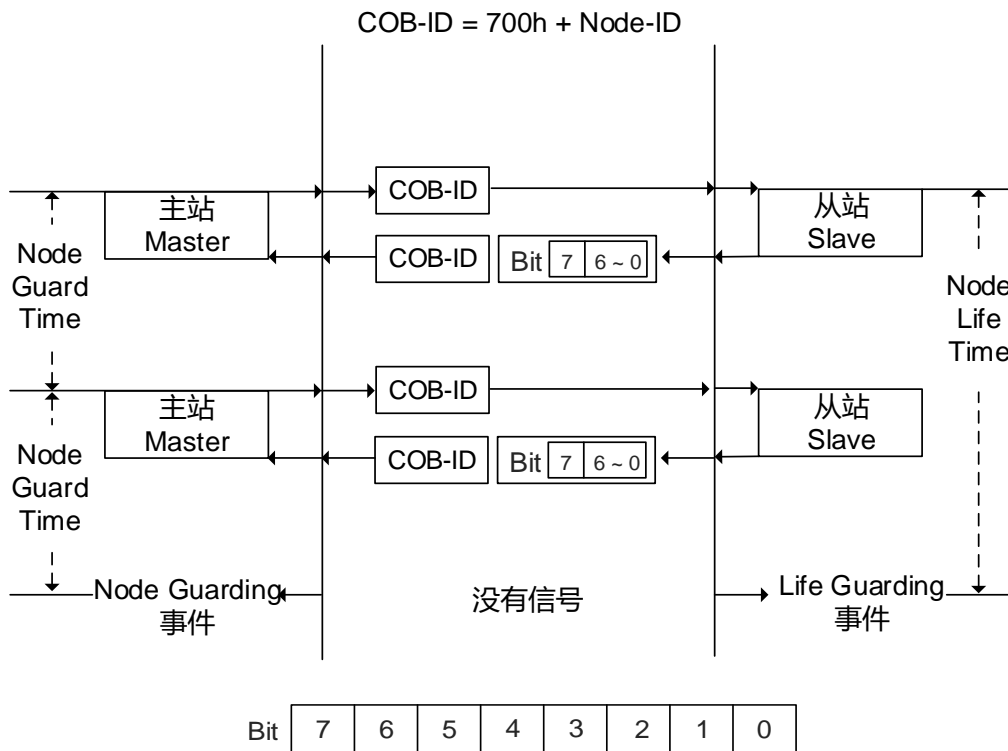 COB-ID = 700h + Node-ID
COB-ID
主站
Master
从站
Slave
COB-ID
Bit 7 6 ~ 0
Node
Guard
Time
Node
Life
Time
COB-ID
主站
Master
从站
Slave
COB-ID
Bit 7 6 ~ 0
Node
Guard
Time
Node Guarding
事件
没有信号
Life Guarding
事件
Bit 7 6 5 4 3 2 1 0